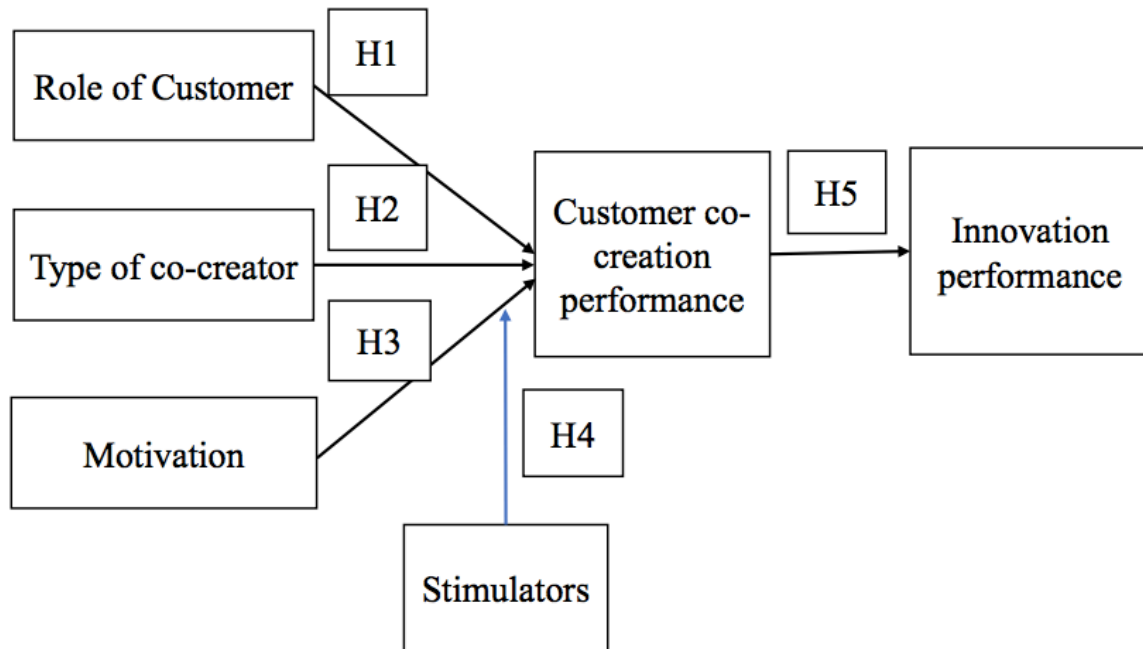 H1
Role of Customer
H2
Type of co-creator
H3
Motivation
H4
Stimulators
Customer co-
creation
performance
H5
Innovation
performance